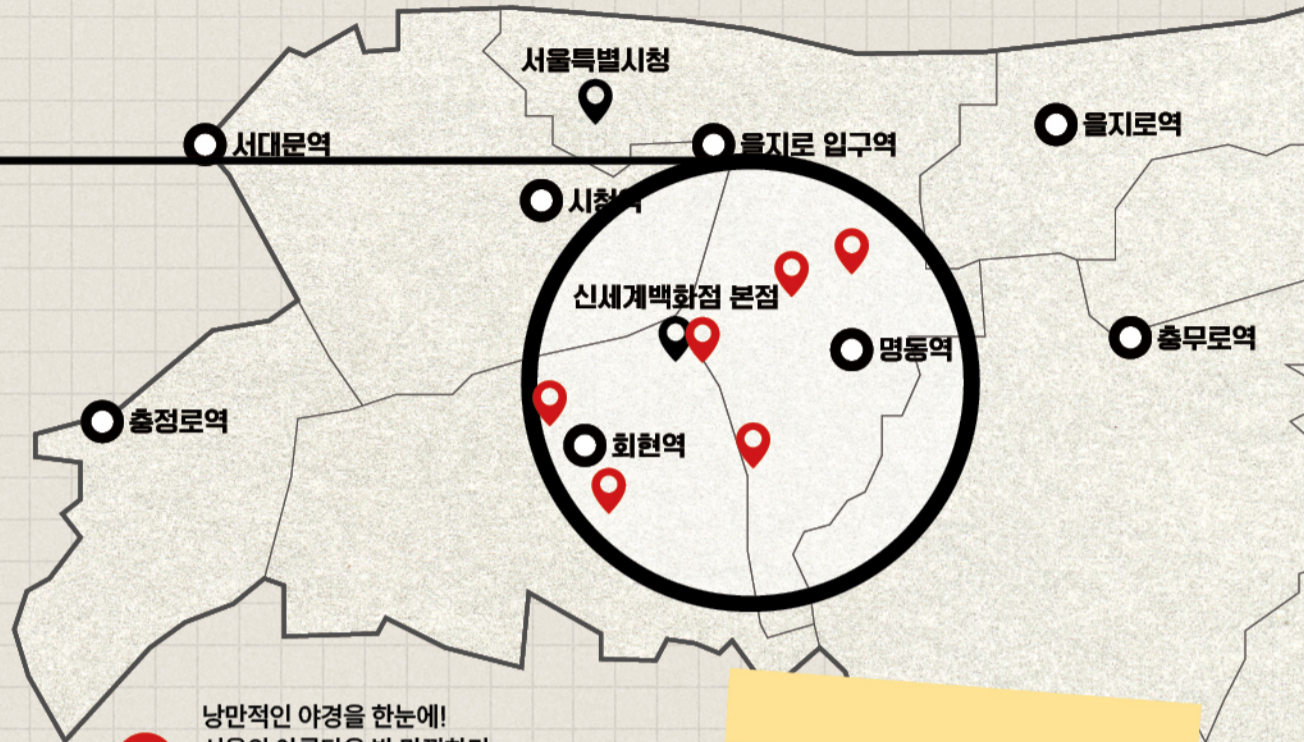 서울특별시청
을지로역
서대문역
을지로 입구역
신세계백화점 본점
충무로역
명동역
충정로역
회현역
낭만적인 야경을 한눈에!